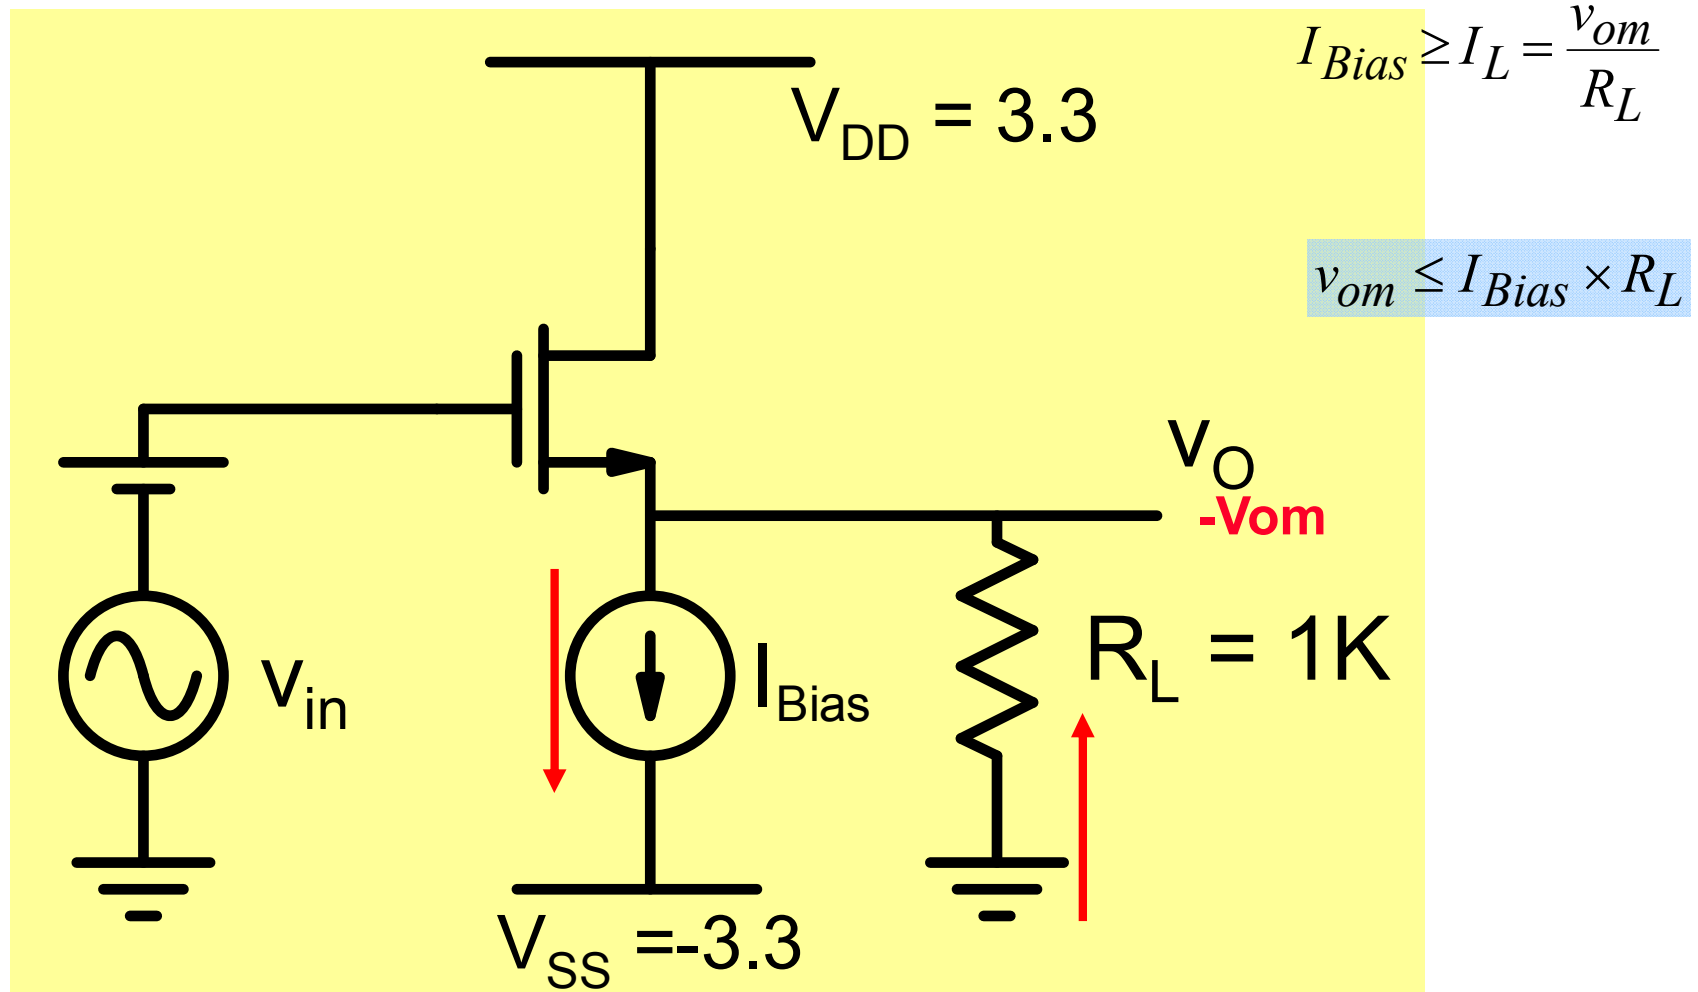 I_Bias ≥ I_L = v_om / R_L
V_DD = 3.3
v_om ≤ I_Bias × R_L
v_O
-Vom
v_in
I_Bias
R_L = 1K
V_SS =-3.3